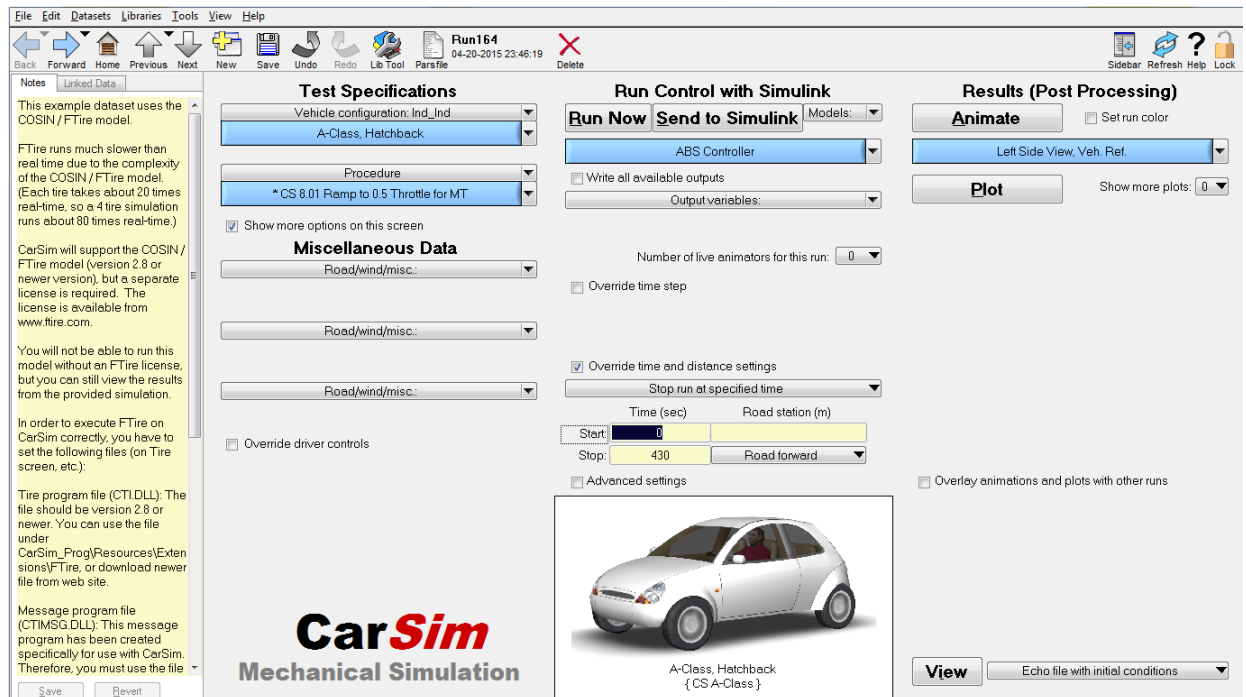 File Edit Datasets Libraries Tools View Help
Back Forward Home Previous Next New Save Undo Redo Lib Tool Parsfile Run164 04-20-2015 23:46:19 Delete Sidebar Refresh Help Lock
Notes Linked Data
This example dataset uses the
COSIN / FTire model.
FTire runs much slower than
real time due to the complexity
of the COSIN / FTire model.
(Each tire takes about 20 times
real-time, so a 4 tire simulation
runs about 80 times real-time.)
CarSim will support the COSIN /
FTire model (version 2.8 or
newer version), but a separate
license is required. The
license is available from
www.ftire.com.
You will not be able to run this
model without an FTire license,
but you can still view the results
from the provided simulation.
In order to execute FTire on
CarSim correctly, you have to
set the following files (on Tire
screen, etc.):
Tire program file (CTI.DLL): The
file should be version 2.8 or
newer. You can use the file
under
CarSim_Prog\Resources\Exten
sions\FTire, or download newer
file from web site.
Message program file
(CTIMSG.DLL): This message
program has been created
specifically for use with CarSim.
Therefore, you must use the file
Save Revert
Test Specifications
Vehicle configuration: Ind_Ind
A-Class, Hatchback
Procedure
* CS 8.01 Ramp to 0.5 Throttle for MT
Show more options on this screen
Miscellaneous Data
Road/wind/misc.:
Road/wind/misc.:
Road/wind/misc.:
Override driver controls
CarSim
Mechanical Simulation
Run Control with Simulink
Run Now Send to Simulink Models:
ABS Controller
Write all available outputs
Output variables:
Number of live animators for this run: 0
Override time step
Override time and distance settings
Stop run at specified time
Time (sec) Road station (m)
Start: 0
Stop: 430 Road forward
Advanced settings
A-Class, Hatchback
{ CS A-Class }
Results (Post Processing)
Animate Set run color
Left Side View, Veh. Ref.
Plot Show more plots: 0
Overlay animations and plots with other runs
View Echo file with initial conditions